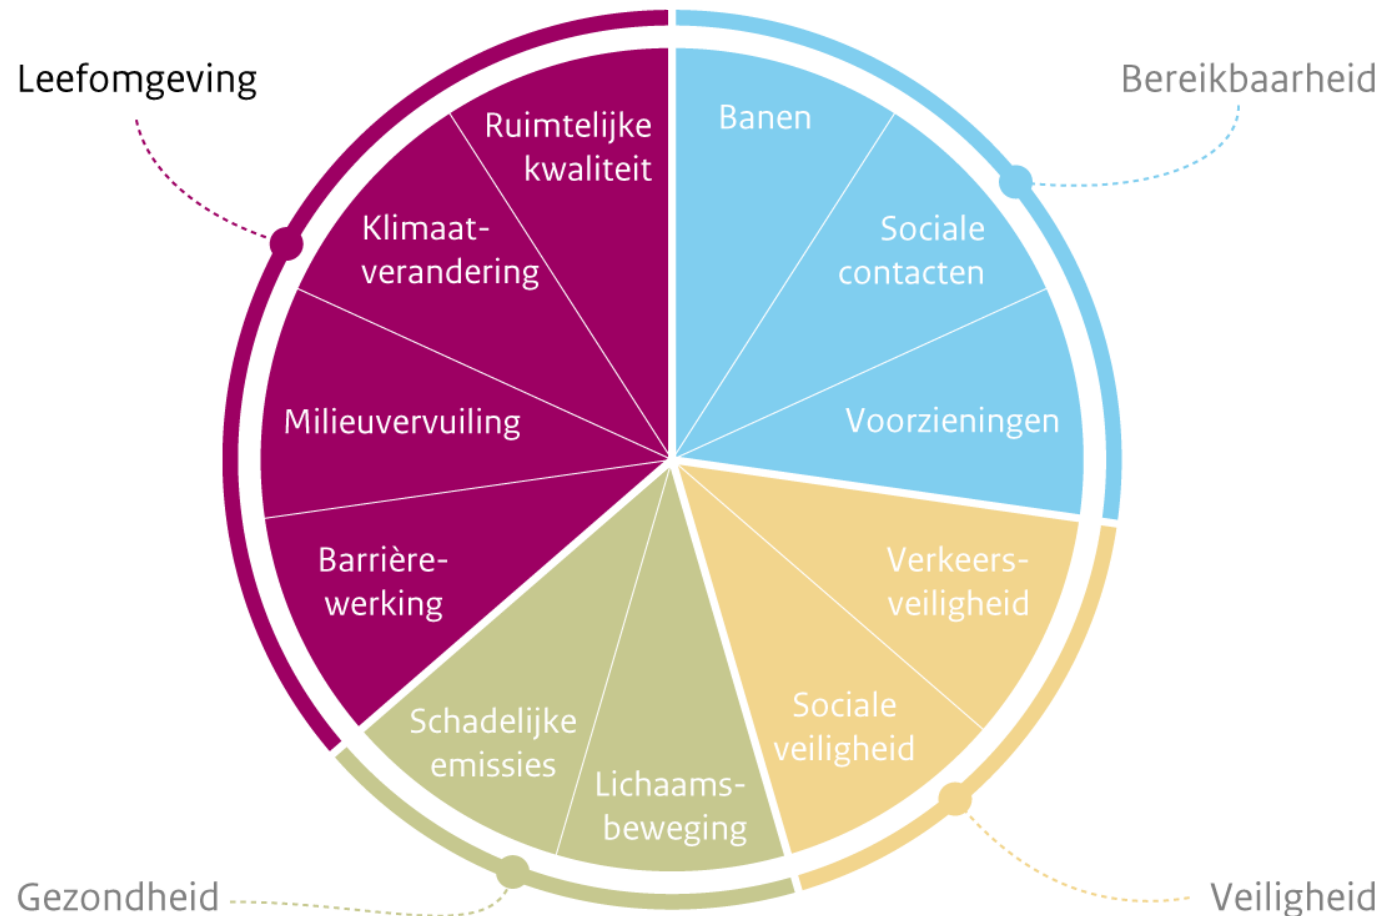 Leefomgeving
Bereikbaarheid
Ruimtelijke
kwaliteit
Banen
Klimaat-
verandering
Sociale
contacten
Milieuvervuiling
Voorzieningen
Barrière-
werking
Verkeers-
veiligheid
Schadelijke
emissies
Lichaams-
beweging
Sociale
veiligheid
Gezondheid
Veiligheid